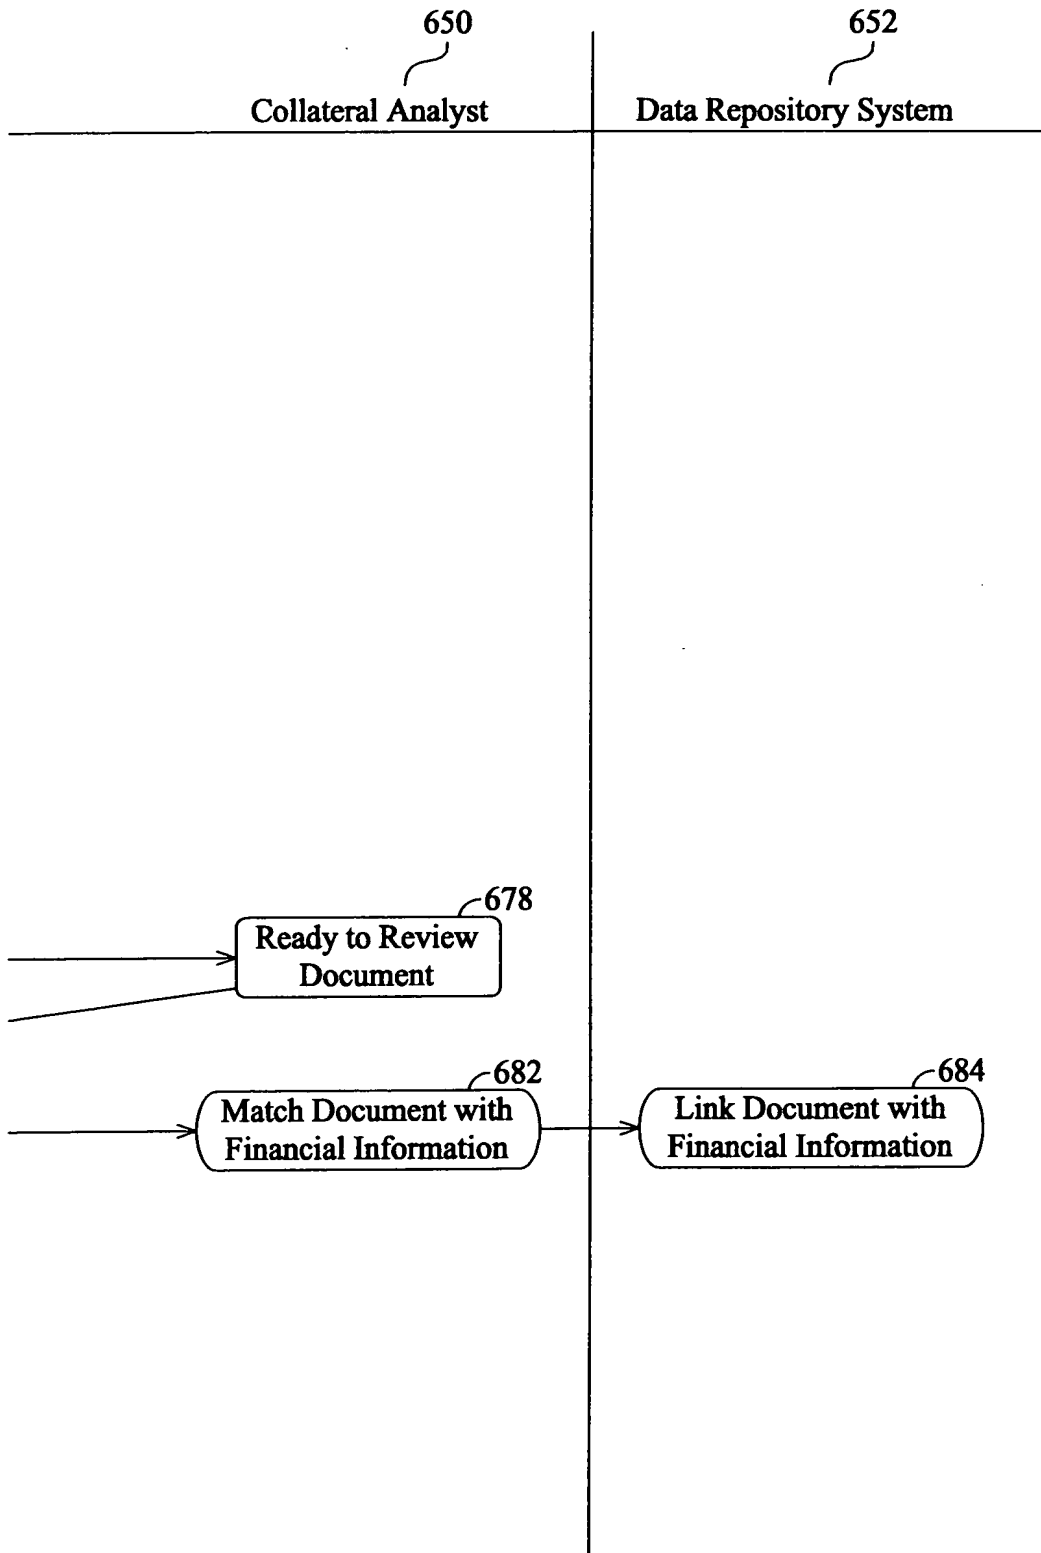 650
652
Collateral Analyst
Data Repository System
678
Ready to Review
Document
682
Match Document with
Financial Information
684
Link Document with
Financial Information